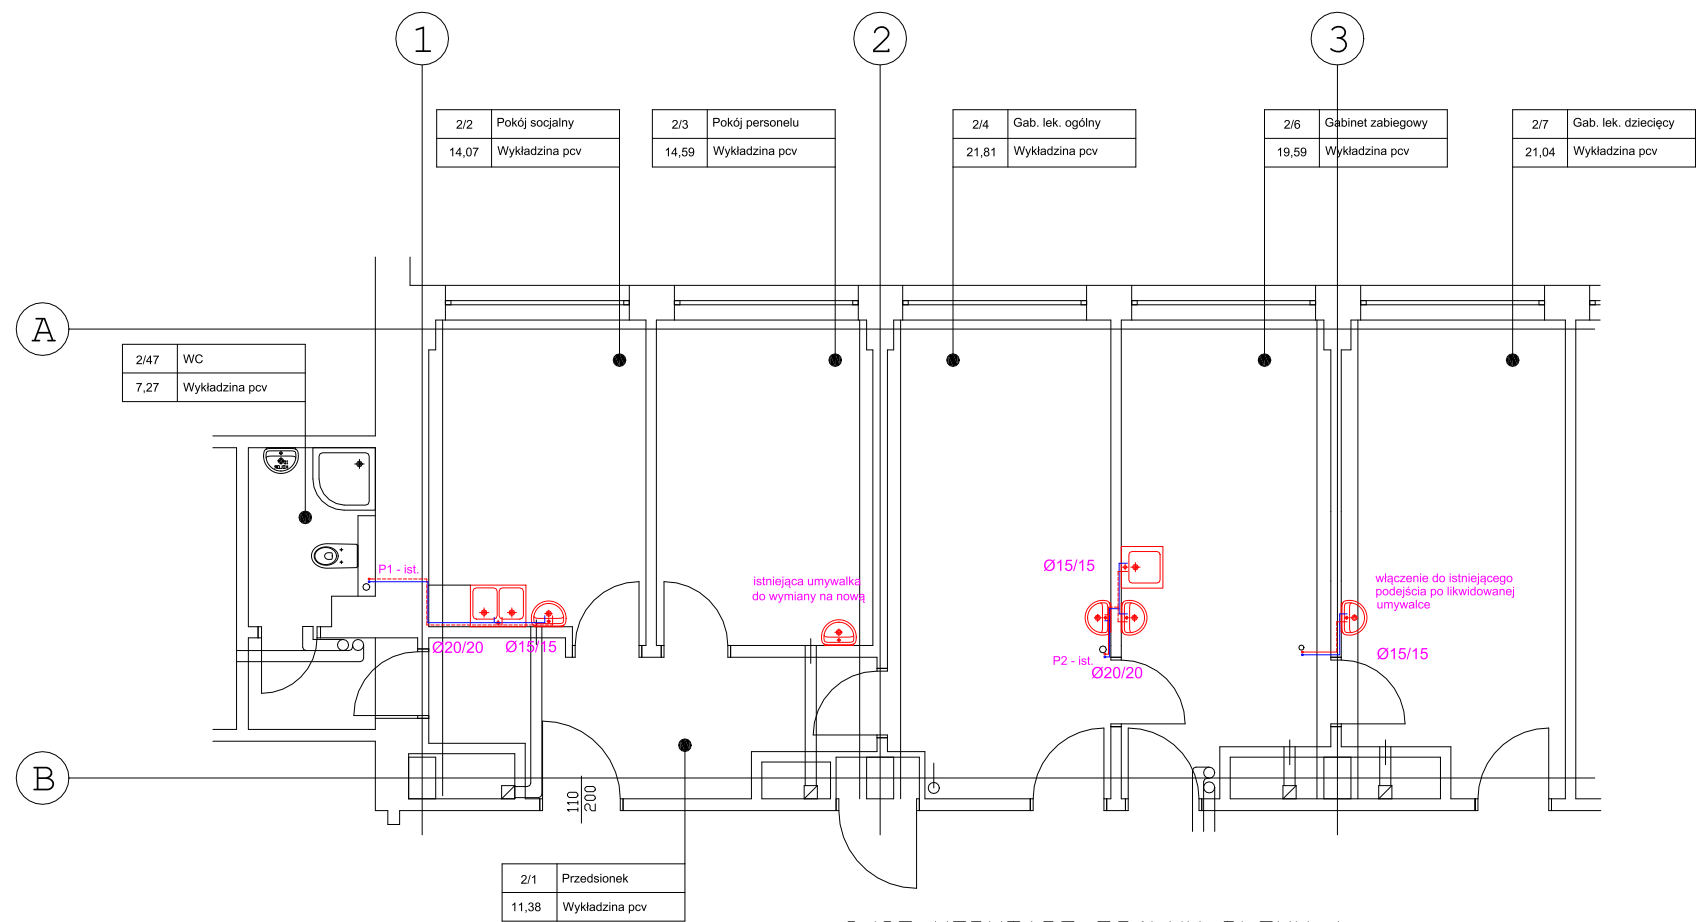 1
2
3
2/2 Pokój socjalny
14,07 Wykładzina pcv
2/3 Pokój personelu
14,59 Wykładzina pcv
2/4 Gab. lek. ogólny
21,81 Wykładzina pcv
2/6 Gabinet zabiegowy
19,59 Wykładzina pcv
2/7 Gab. lek. dziecięcy
21,04 Wykładzina pcv
A
2/47 WC
7,27 Wykładzina pcv
P1 - ist.
Ø20/20
Ø15/15
istniejąca umywalka
do wymiany na nową
Ø15/15
P2 - ist.
Ø20/20
włączenie do istniejącego
podejścia po likwidowanej
umywalce
Ø15/15
B
110
200
2/1 Przedsionek
11,38 Wykładzina pcv